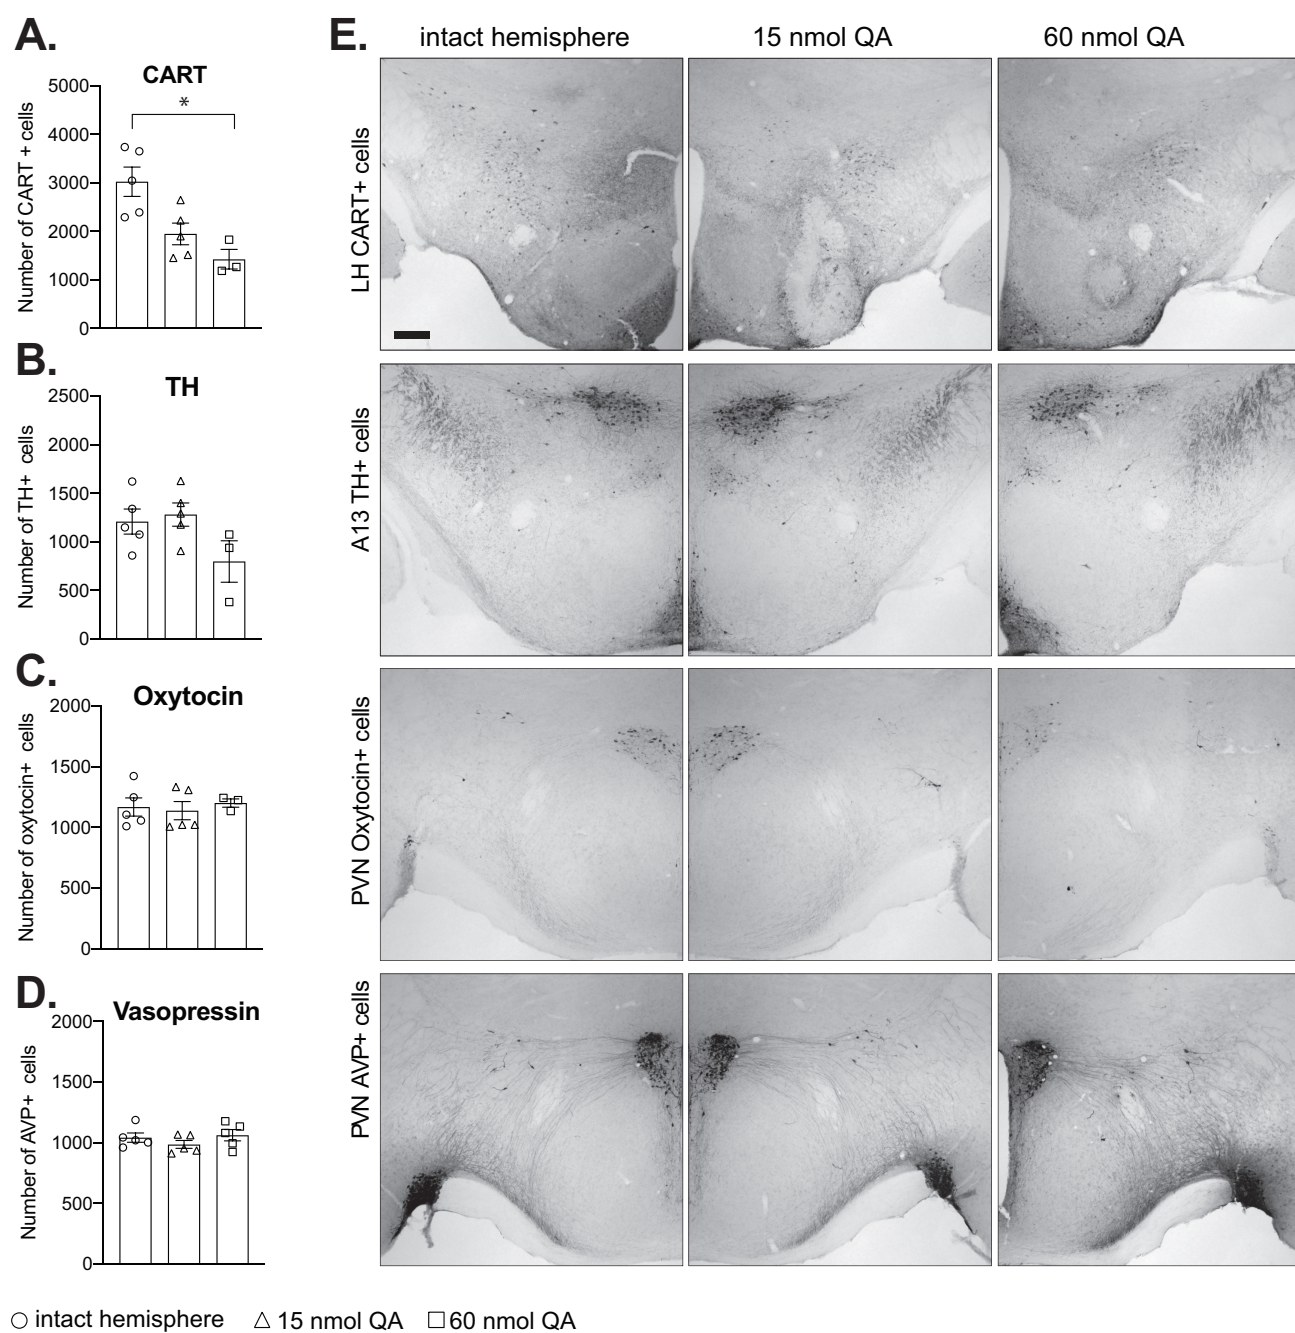 A.
CART
Number of CART + cells
5000
4000
3000
2000
1000
0
*
B.
TH
Number of TH+ cells
2500
2000
1500
1000
500
0
C.
Oxytocin
Number of oxytocin+ cells
2000
1500
1000
500
0
D.
Vasopressin
Number of AVP+ cells
2000
1500
1000
500
0
intact hemisphere
15 nmol QA
60 nmol QA
E.
intact hemisphere
15 nmol QA
60 nmol QA
LH CART+ cells
A13 TH+ cells
PVN Oxytocin+ cells
PVN AVP+ cells